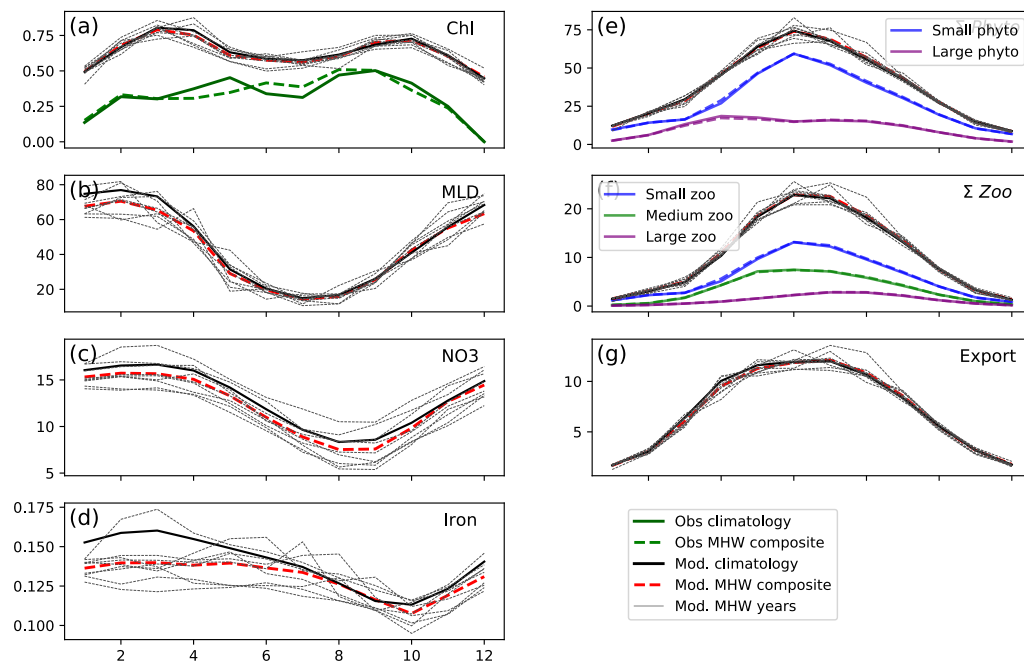 (a)
Chl
0.75
0.50
0.25
0.00
(b)
MLD
80
60
40
20
(c)
NO3
15
10
5
(d)
Iron
0.175
0.150
0.125
0.100
2 4 6 8 10 12
(e)
Σ Phyto
Small phyto
Large phyto
75
50
25
0
(f)
Σ Zoo
Small zoo
Medium zoo
Large zoo
20
10
0
(g)
Export
10
5
Obs climatology
Obs MHW composite
Mod. climatology
Mod. MHW composite
Mod. MHW years